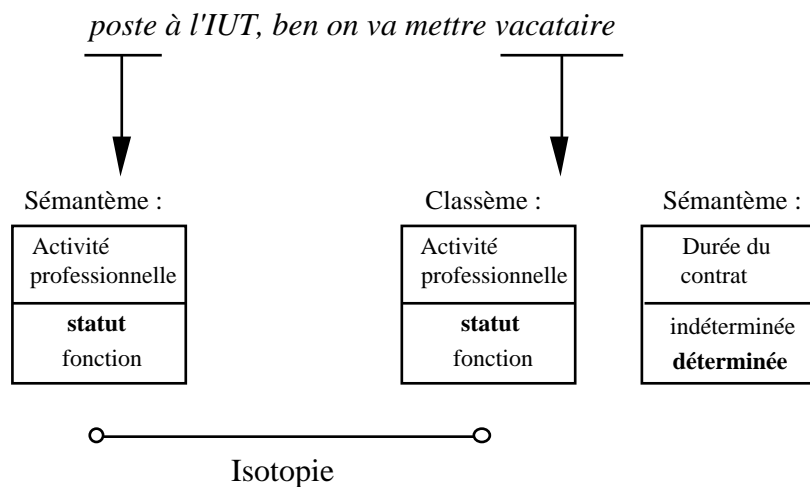 poste à l'IUT, ben on va mettre vacataire
Sémantème :
Activité
professionnelle
statut
fonction
Classème :
Activité
professionnelle
statut
fonction
Sémantème :
Durée du
contrat
indéterminée
déterminée
Isotopie